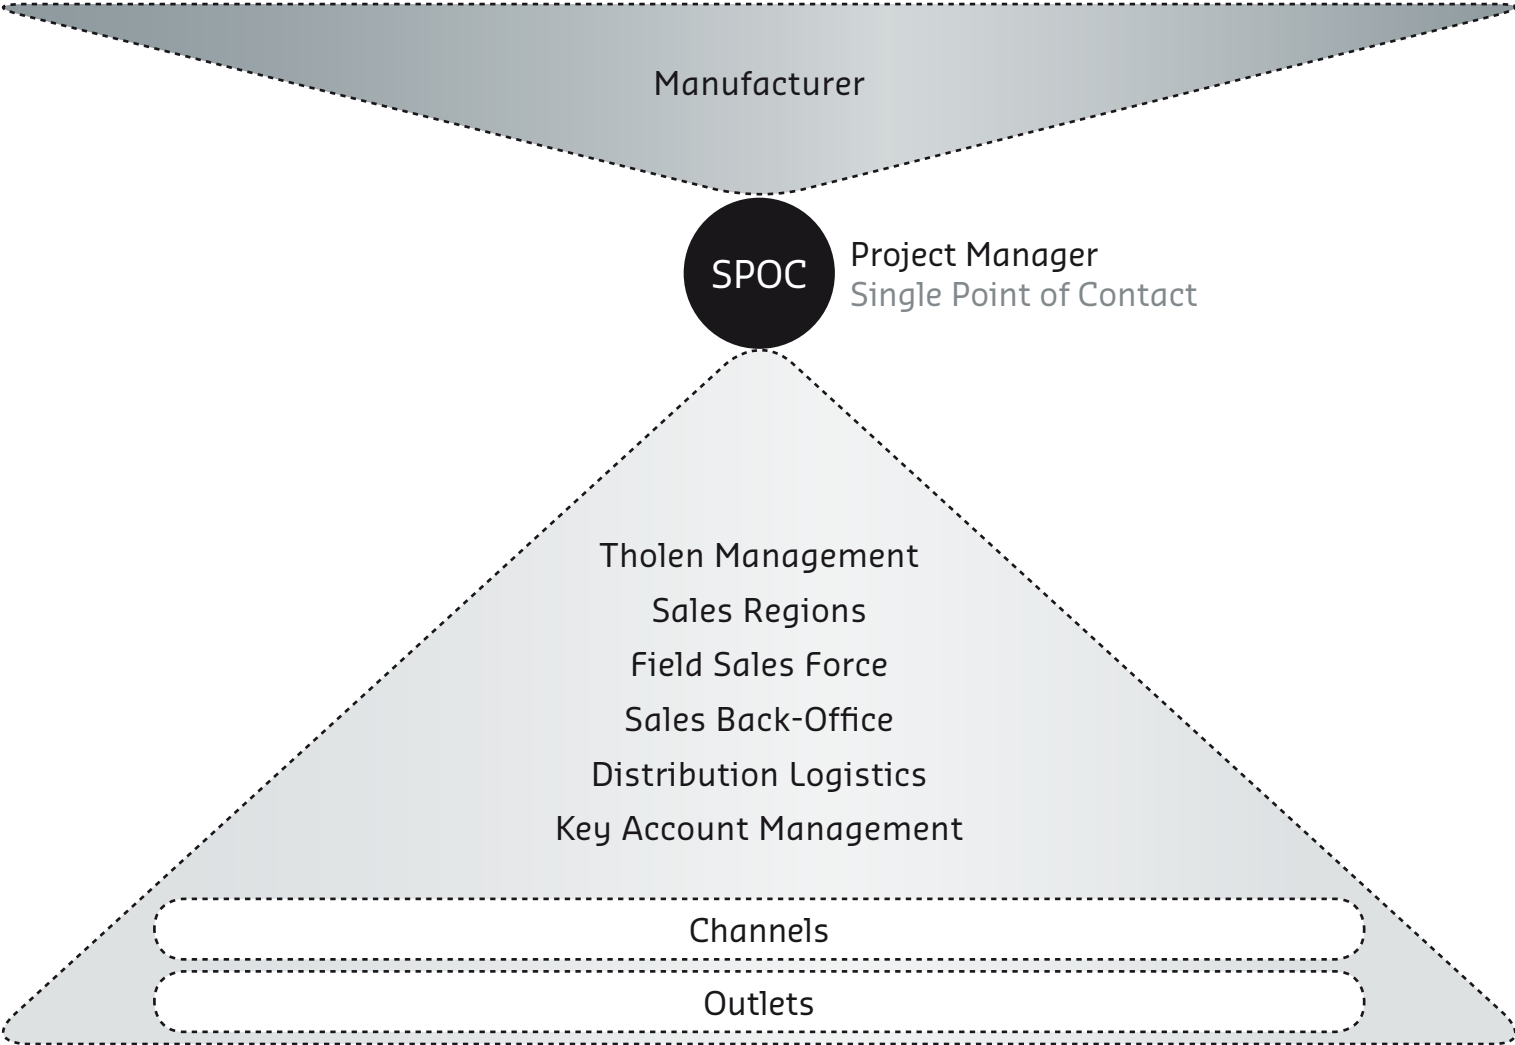 Manufacturer
SPOC
Project Manager
Single Point of Contact
Tholen Management
Sales Regions
Field Sales Force
Sales Back-Office
Distribution Logistics
Key Account Management
Channels
Outlets